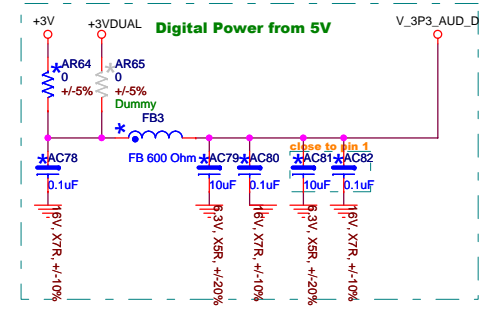 +3V
+3VDUAL
Digital Power from 5V
V_3P3_AUD_D
*AR64
0
+/-5%
AR65*
0
+/-5%
Dummy
FB3
*
FB 600 Ohm
close to pin 1
*AC78
0.1uF
*AC79
10uF
*AC80
0.1uF
*AC81
10uF
*AC82
0.1uF
16V, X7R, +/-10%
6.3V, X5R, +/-20%
16V, X7R, +/-10%
6.3V, X5R, +/-20%
16V, X7R, +/-10%